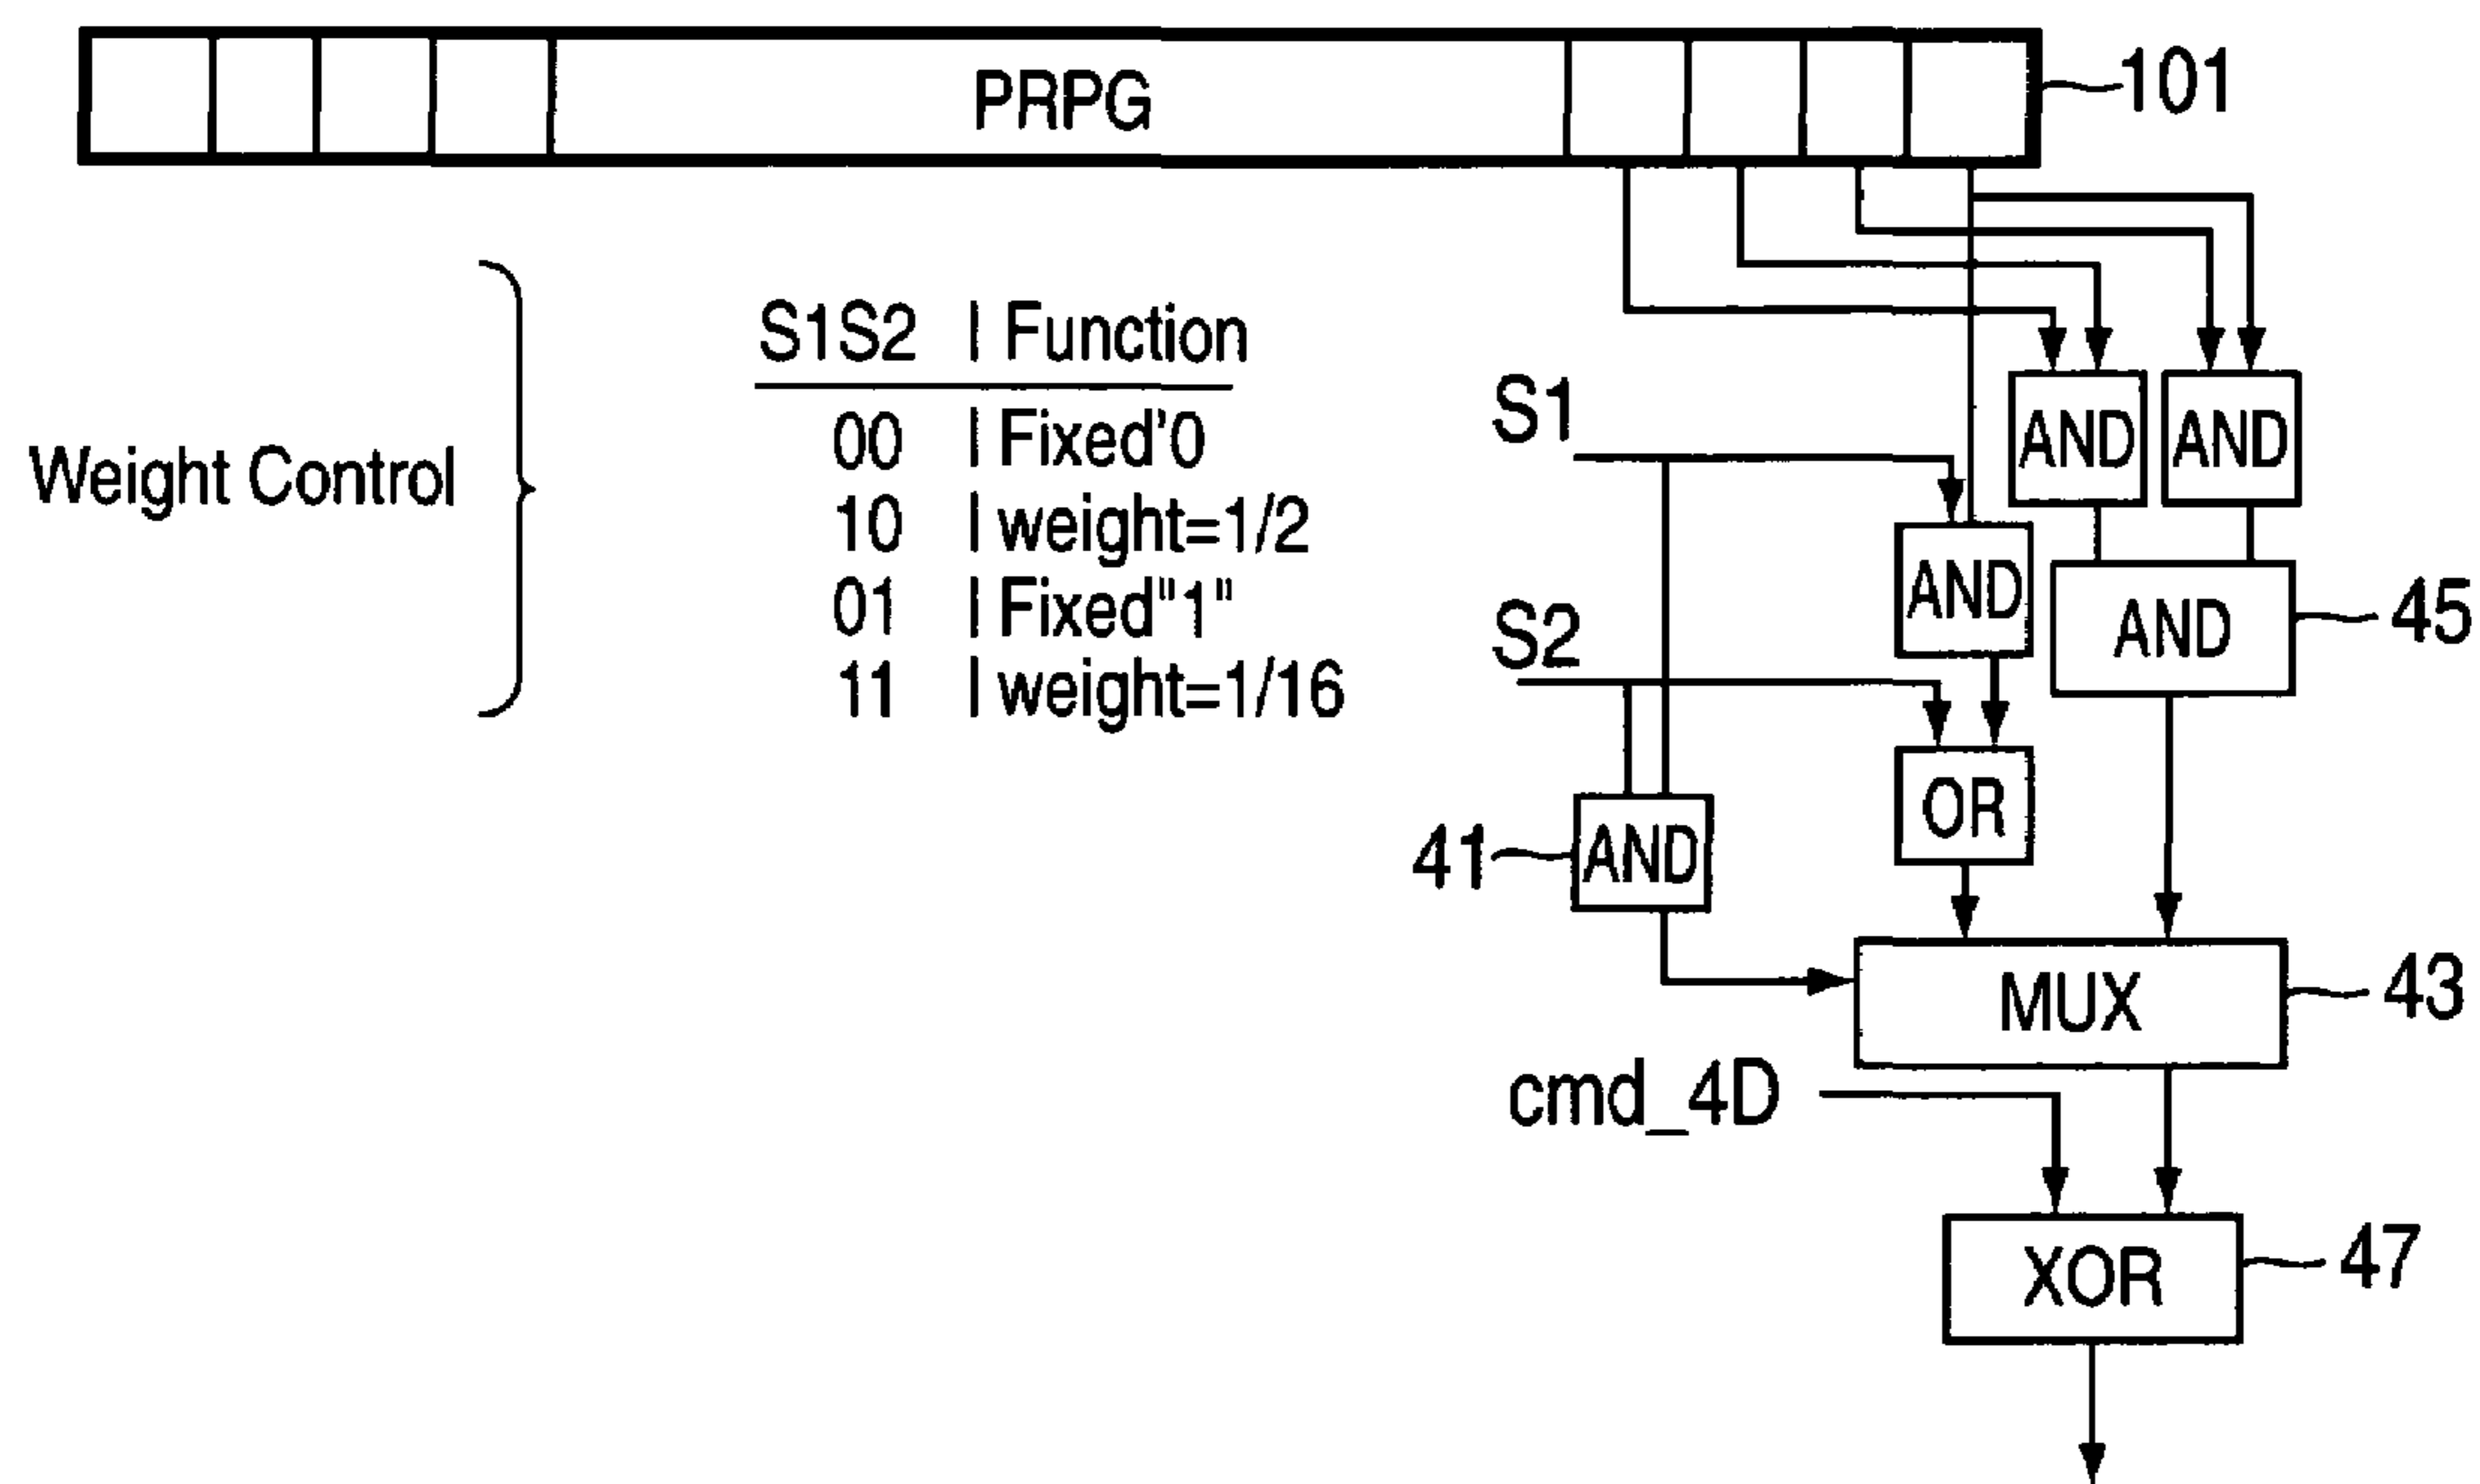 PRPG
101
Weight Control
S1S2 | Function
00 | Fixed'0
10 | weight=1/2
01 | Fixed"1"
11 | weight=1/16
S1
AND AND
AND
S2
AND
45
OR
41
AND
MUX
43
cmd_4D
XOR
47